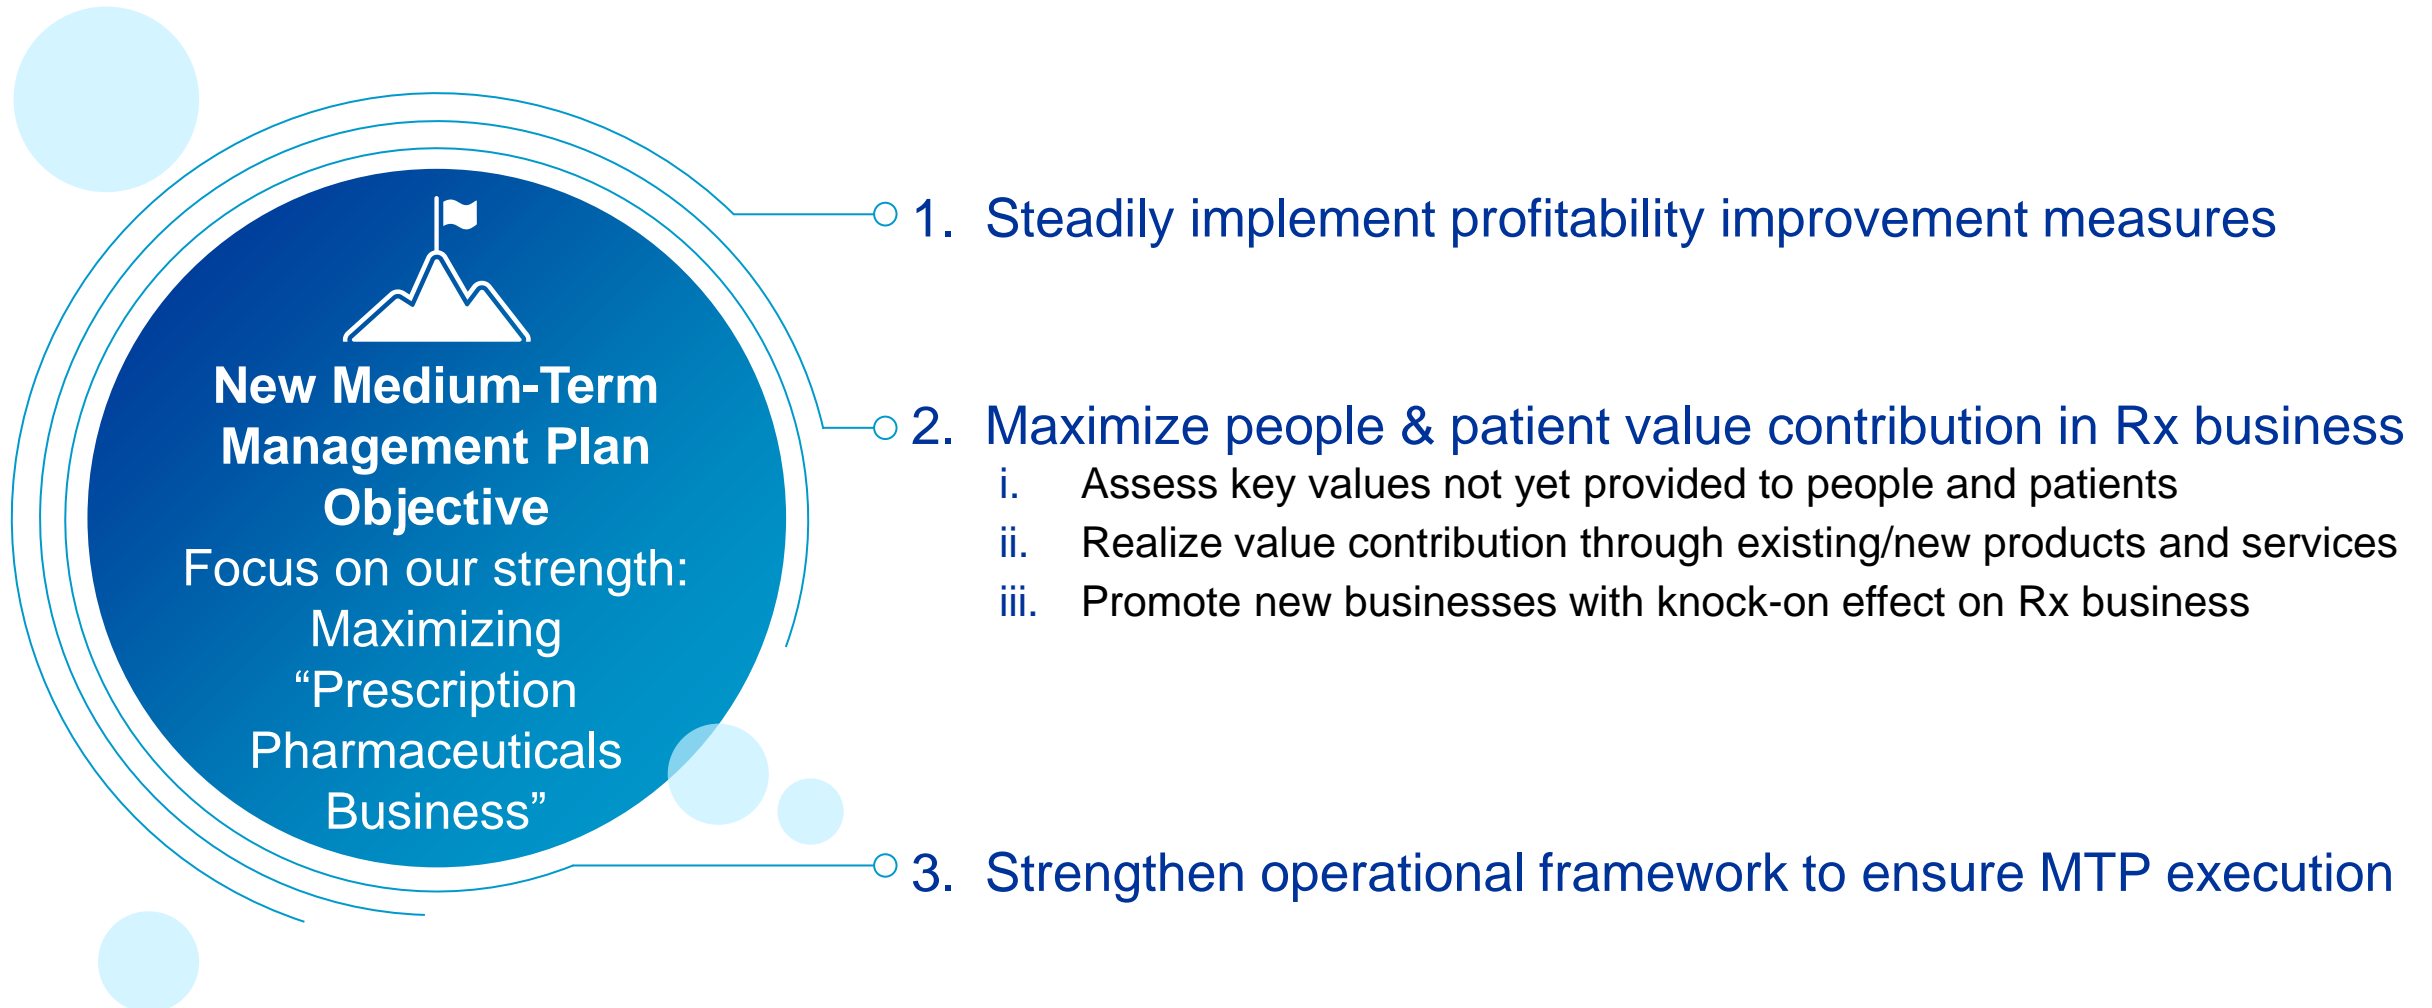 New Medium-Term
Management Plan
Objective
Focus on our strength:
Maximizing
“Prescription
Pharmaceuticals
Business”
1. Steadily implement profitability improvement measures
2. Maximize people & patient value contribution in Rx business
i. Assess key values not yet provided to people and patients
ii. Realize value contribution through existing/new products and services
iii. Promote new businesses with knock-on effect on Rx business
3. Strengthen operational framework to ensure MTP execution